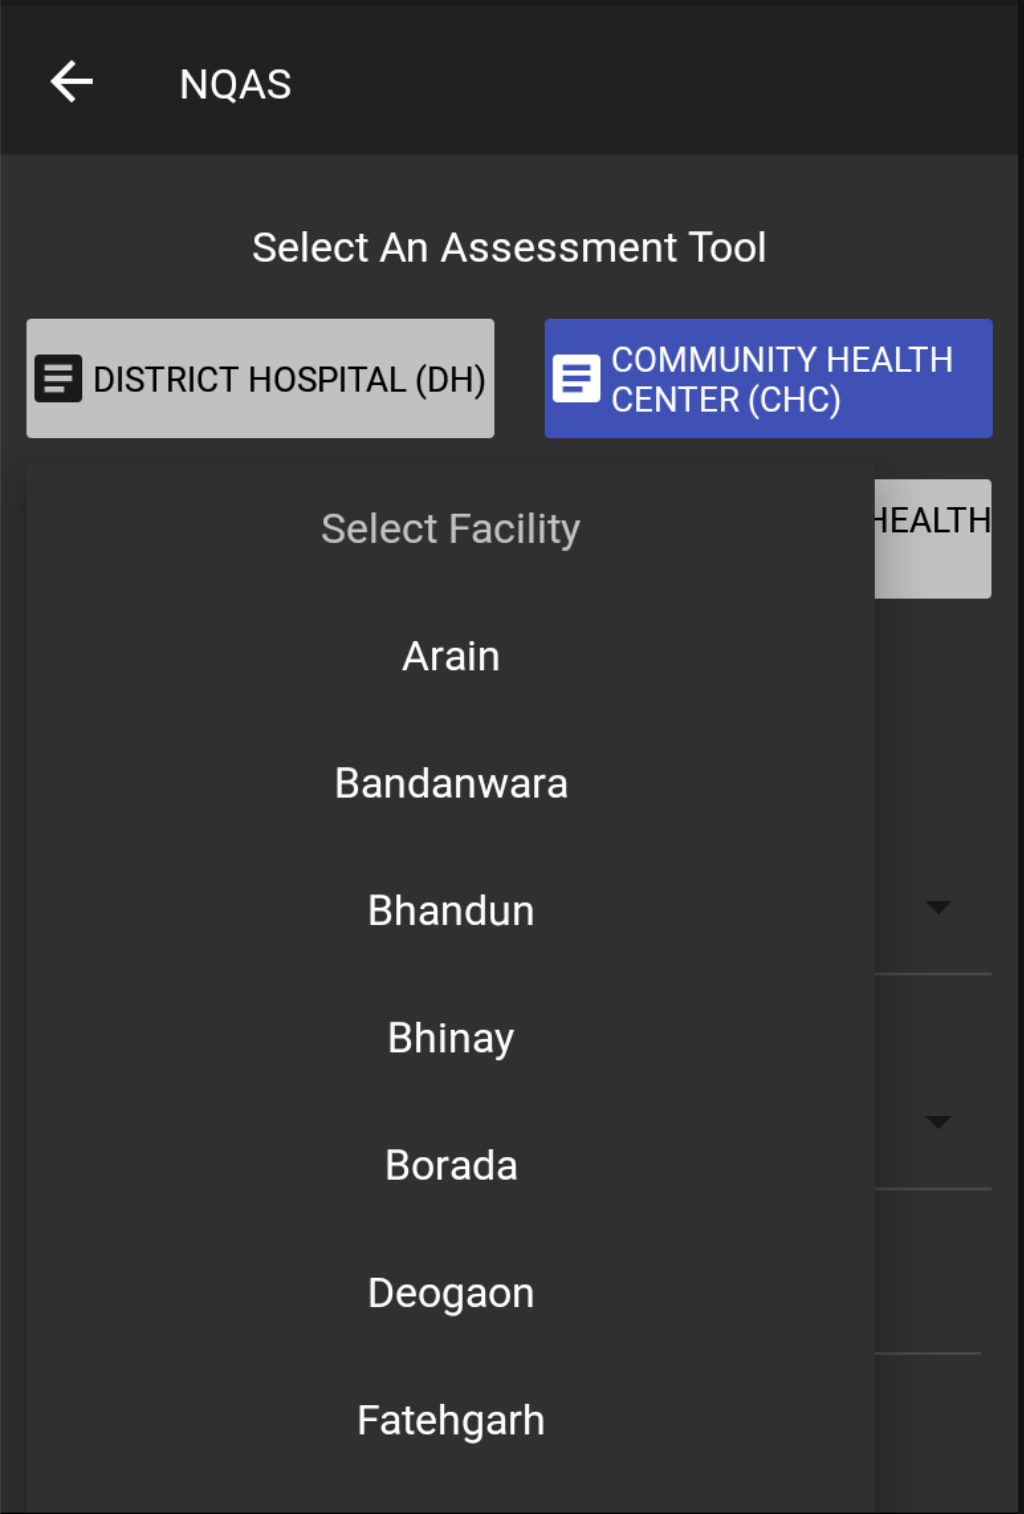 NQAS
Select An Assessment Tool
DISTRICT HOSPITAL (DH)
COMMUNITY HEALTH
CENTER (CHC)
HEALTH
Select Facility
Arain
Bandanwara
Bhandun
Bhinay
Borada
Deogaon
Fatehgarh